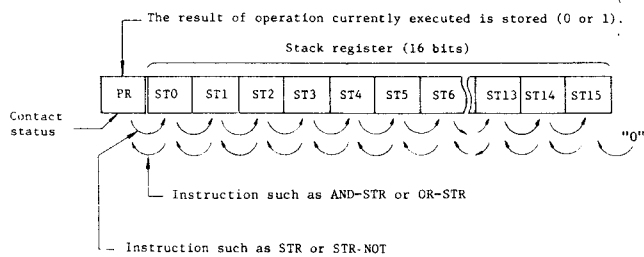 The result of operation currently executed is stored (0 or 1).
Stack register (16 bits)
PR ST0 ST1 ST2 ST3 ST4 ST5 ST6 ST13 ST14 ST15
Contact
status
"0"
Instruction such as AND-STR or OR-STR
Instruction such as STR or STR-NOT